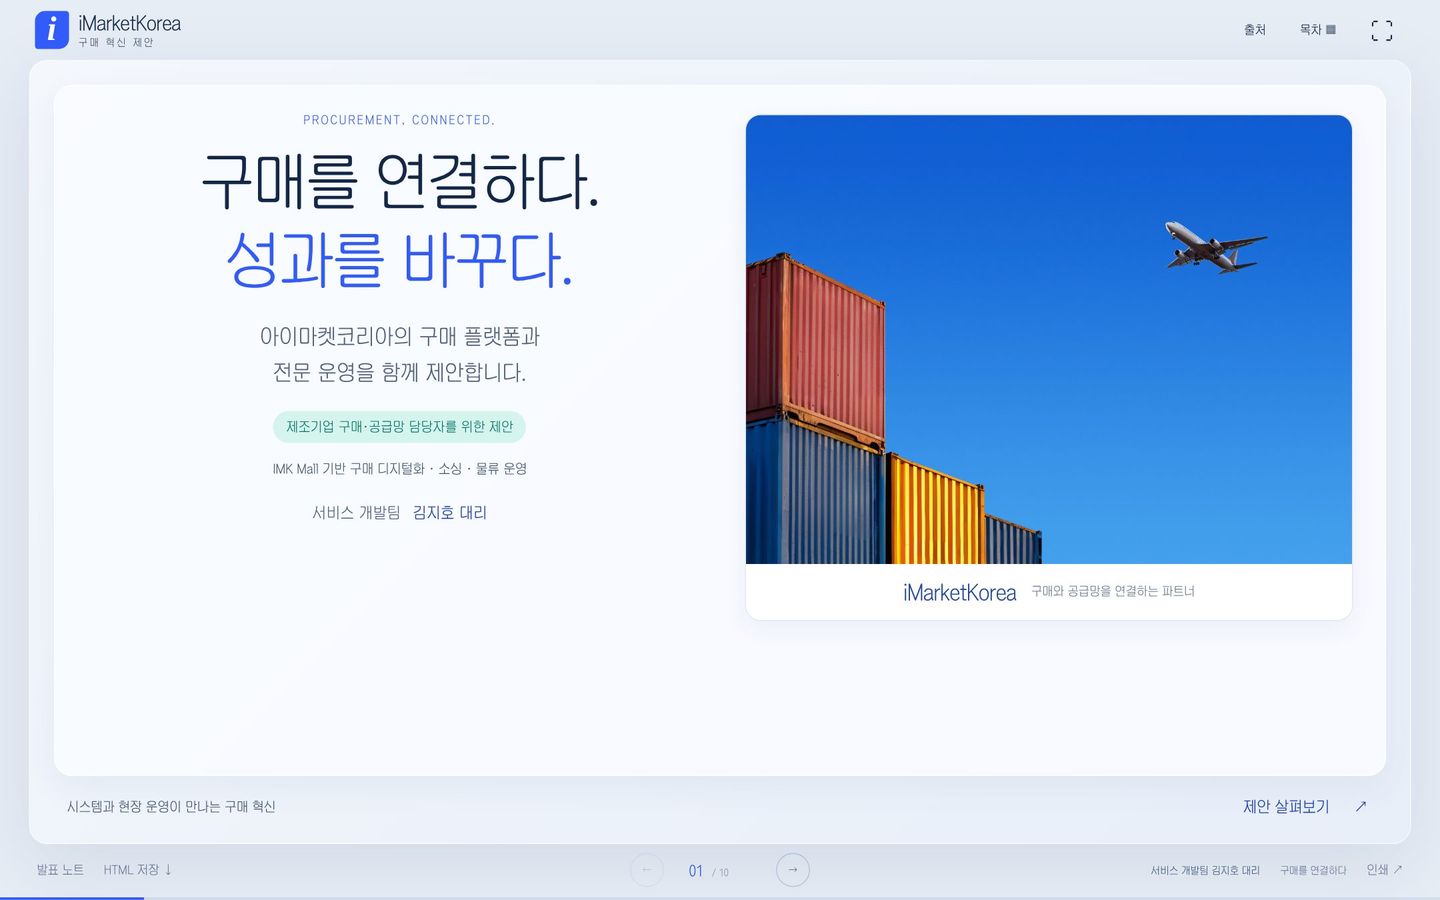 i iMarketKorea
구매 혁신 제안
출처 목차
PROCUREMENT, CONNECTED.
구매를 연결하다.
성과를 바꾸다.
아이마켓코리아의 구매 플랫폼과
전문 운영을 함께 제안합니다.
제조기업 구매·공급망 담당자를 위한 제안
IMK Mall 기반 구매 디지털화 · 소싱 · 물류 운영
서비스 개발팀 김지호 대리
iMarketKorea 구매와 공급망을 연결하는 파트너
시스템과 현장 운영이 만나는 구매 혁신
제안 살펴보기 ↗
발표 노트 HTML 저장 ↓
← 01 / 10 →
서비스 개발팀 김지호 대리 구매를 연결하다 인쇄 ↗